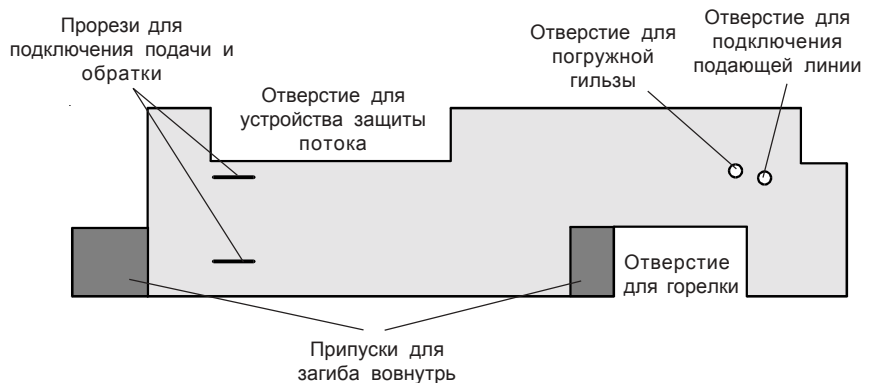 Прорези для
подключения подачи и
обратки
Отверстие для
устройства защиты
потока
Отверстие для
погружной
гильзы
Отверстие для
подключения
подающей линии
Отверстие
для горелки
Припуски для
загиба вовнутрь